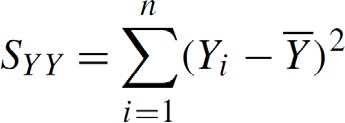 $S_{YY} = \sum_{i=1}^{n} (Y_i - \overline{Y})^2$